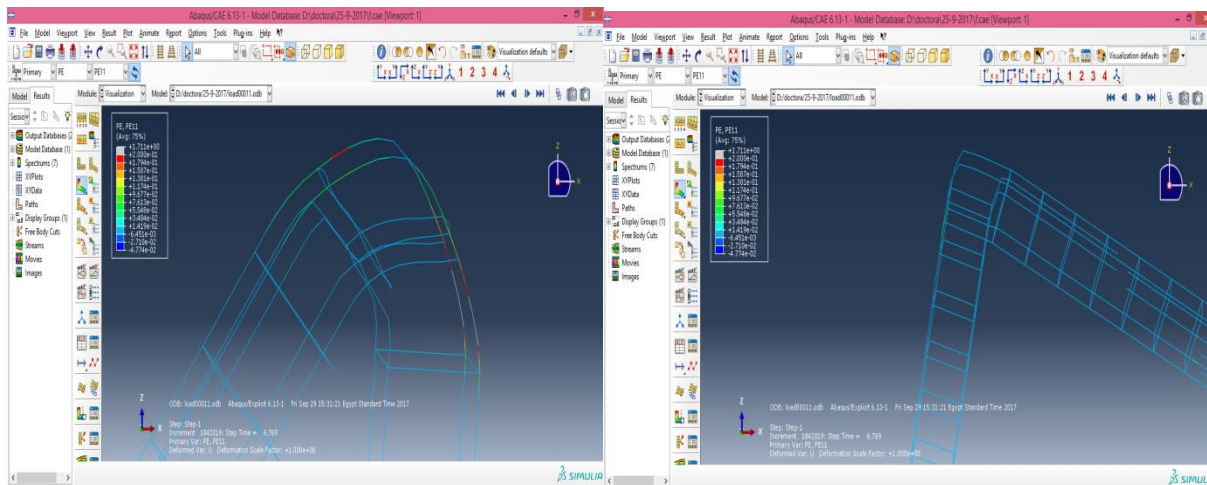 Abaqus/CAE 6.13-1 - Model Database: D:\doctora\25-9-2017\f.cae [Viewport: 1]
File Model Viewport View Result Plot Animate Report Options Tools Plug-ins Help
All
Visualization defaults
Primary PE PE11
1 2 3 4
Model Results
Module: Visualization Model: D:/doctora/25-9-2017/load00011.odb
Output Databases
Model Database (1)
Spectrums (7)
XYPlots
XYData
Paths
Display Groups (1)
Free Body Cuts
Streams
Movies
Images
PE, PE11
(Avg: 75%)
+1.711e+00
+2.000e-01
+1.794e-01
+1.587e-01
+1.381e-01
+1.174e-01
+9.677e-02
+7.613e-02
+5.548e-02
+3.484e-02
+1.419e-02
-6.451e-03
-2.710e-02
-4.774e-02
Z
X
Z
X
ODB: load00011.odb Abaqus/Explicit 6.13-1 Fri Sep 29 15:31:21 Egypt Standard Time 2017
Step: Step-1
Increment 1842019: Step Time = 6.769
Primary Var: PE, PE11
Deformed Var: U Deformation Scale Factor: +1.000e+00
SIMULIA
Abaqus/CAE 6.13-1 - Model Database: D:\doctora\25-9-2017\f.cae [Viewport: 1]
File Model Viewport View Result Plot Animate Report Options Tools Plug-ins Help
All
Visualization defaults
Primary PE PE11
1 2 3 4
Model Results
Module: Visualization Model: D:/doctora/25-9-2017/load00011.odb
Output Databases
Model Database (1)
Spectrums (7)
XYPlots
XYData
Paths
Display Groups (1)
Free Body Cuts
Streams
Movies
Images
PE, PE11
(Avg: 75%)
+1.711e+00
+2.000e-01
+1.794e-01
+1.587e-01
+1.381e-01
+1.174e-01
+9.677e-02
+7.613e-02
+5.548e-02
+3.484e-02
+1.419e-02
-6.451e-03
-2.710e-02
-4.774e-02
Z
X
Z
X
ODB: load00011.odb Abaqus/Explicit 6.13-1 Fri Sep 29 15:31:21 Egypt Standard Time 2017
Step: Step-1
Increment 1842019: Step Time = 6.769
Primary Var: PE, PE11
Deformed Var: U Deformation Scale Factor: +1.000e+00
SIMULIA